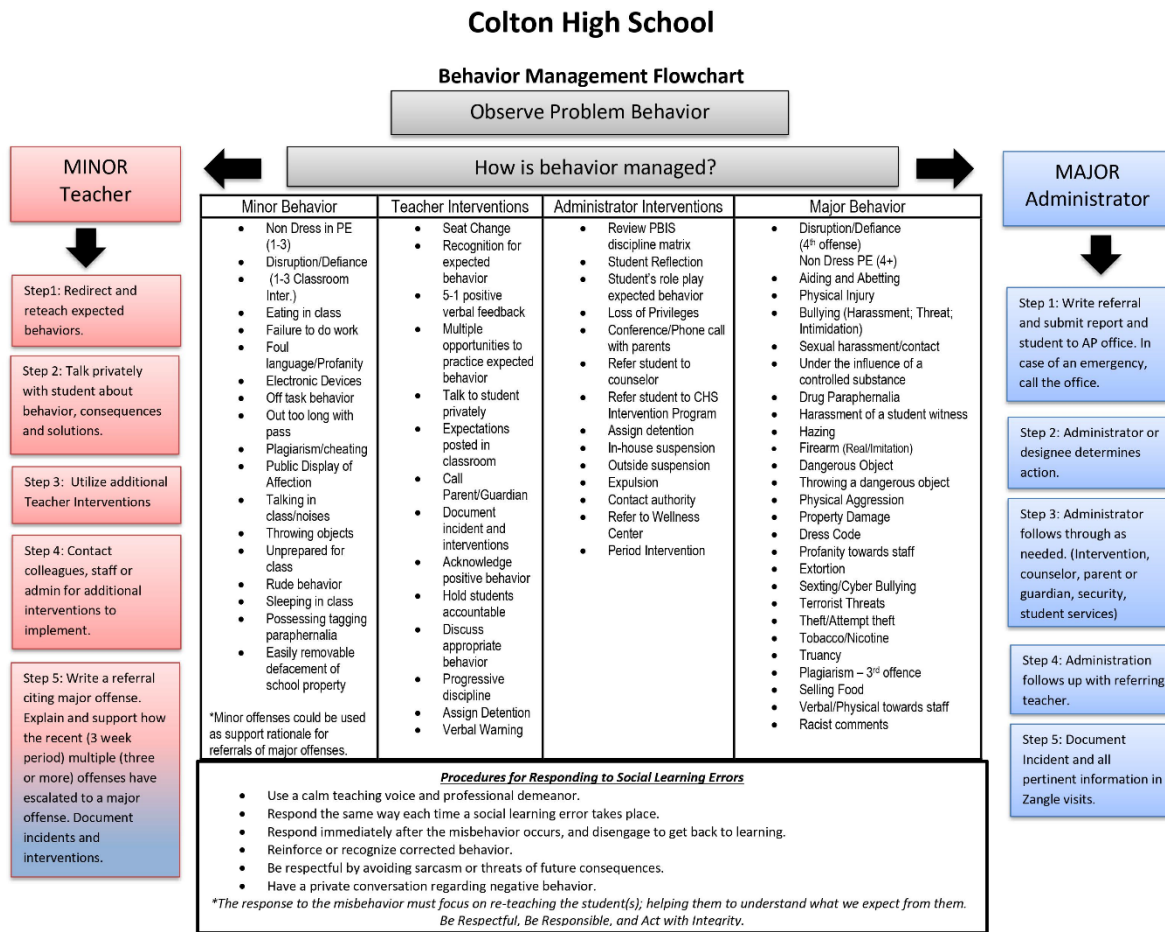 Colton High School
Behavior Management Flowchart
Observe Problem Behavior
How is behavior managed?
MINOR
Teacher
Step1: Redirect and
reteach expected
behaviors.
Step 2: Talk privately
with student about
behavior, consequences
and solutions.
Step 3:  Utilize additional
Teacher Interventions
Step 4: Contact
colleagues, staff or
admin for additional
interventions to
implement.
Step 5: Write a referral
citing major offense.
Explain and support how
the recent (3 week
period) multiple (three
or more) offenses have
escalated to a major
offense. Document
incidents and
interventions.
Minor Behavior
• Non Dress in PE
(1-3)
• Disruption/Defiance
• (1-3 Classroom
Inter.)
• Eating in class
• Failure to do work
• Foul
language/Profanity
• Electronic Devices
• Off task behavior
• Out too long with
pass
• Plagiarism/cheating
• Public Display of
Affection
• Talking in
class/noises
• Throwing objects
• Unprepared for
class
• Rude behavior
• Sleeping in class
• Possessing tagging
paraphernalia
• Easily removable
defacement of
school property
*Minor offenses could be used
as support rationale for
referrals of major offenses.
Teacher Interventions
• Seat Change
• Recognition for
expected
behavior
• 5-1 positive
verbal feedback
• Multiple
opportunities to
practice expected
behavior
• Talk to student
privately
• Expectations
posted in
classroom
• Call
Parent/Guardian
• Document
incident and
interventions
• Acknowledge
positive behavior
• Hold students
accountable
• Discuss
appropriate
behavior
• Progressive
discipline
• Assign Detention
• Verbal Warning
Administrator Interventions
• Review PBIS
discipline matrix
• Student Reflection
• Student's role play
expected behavior
• Loss of Privileges
• Conference/Phone call
with parents
• Refer student to
counselor
• Refer student to CHS
Intervention Program
• Assign detention
• In-house suspension
• Outside suspension
• Expulsion
• Contact authority
• Refer to Wellness
Center
• Period Intervention
Major Behavior
• Disruption/Defiance
(4th offense)
Non Dress PE (4+)
• Aiding and Abetting
• Physical Injury
• Bullying (Harassment; Threat;
Intimidation)
• Sexual harassment/contact
• Under the influence of a
controlled substance
• Drug Paraphernalia
• Harassment of a student witness
• Hazing
• Firearm (Real/Imitation)
• Dangerous Object
• Throwing a dangerous object
• Physical Aggression
• Property Damage
• Dress Code
• Profanity towards staff
• Extortion
• Sexting/Cyber Bullying
• Terrorist Threats
• Theft/Attempt theft
• Tobacco/Nicotine
• Truancy
• Plagiarism – 3rd offence
• Selling Food
• Verbal/Physical towards staff
• Racist comments
MAJOR
Administrator
Step 1: Write referral
and submit report and
student to AP office. In
case of an emergency,
call the office.
Step 2: Administrator or
designee determines
action.
Step 3: Administrator
follows through as
needed. (Intervention,
counselor, parent or
guardian, security,
student services)
Step 4: Administration
follows up with referring
teacher.
Step 5: Document
Incident and all
pertinent information in
Zangle visits.
Procedures for Responding to Social Learning Errors
• Use a calm teaching voice and professional demeanor.
• Respond the same way each time a social learning error takes place.
• Respond immediately after the misbehavior occurs, and disengage to get back to learning.
• Reinforce or recognize corrected behavior.
• Be respectful by avoiding sarcasm or threats of future consequences.
• Have a private conversation regarding negative behavior.
*The response to the misbehavior must focus on re-teaching the student(s); helping them to understand what we expect from them.
Be Respectful, Be Responsible, and Act with Integrity.